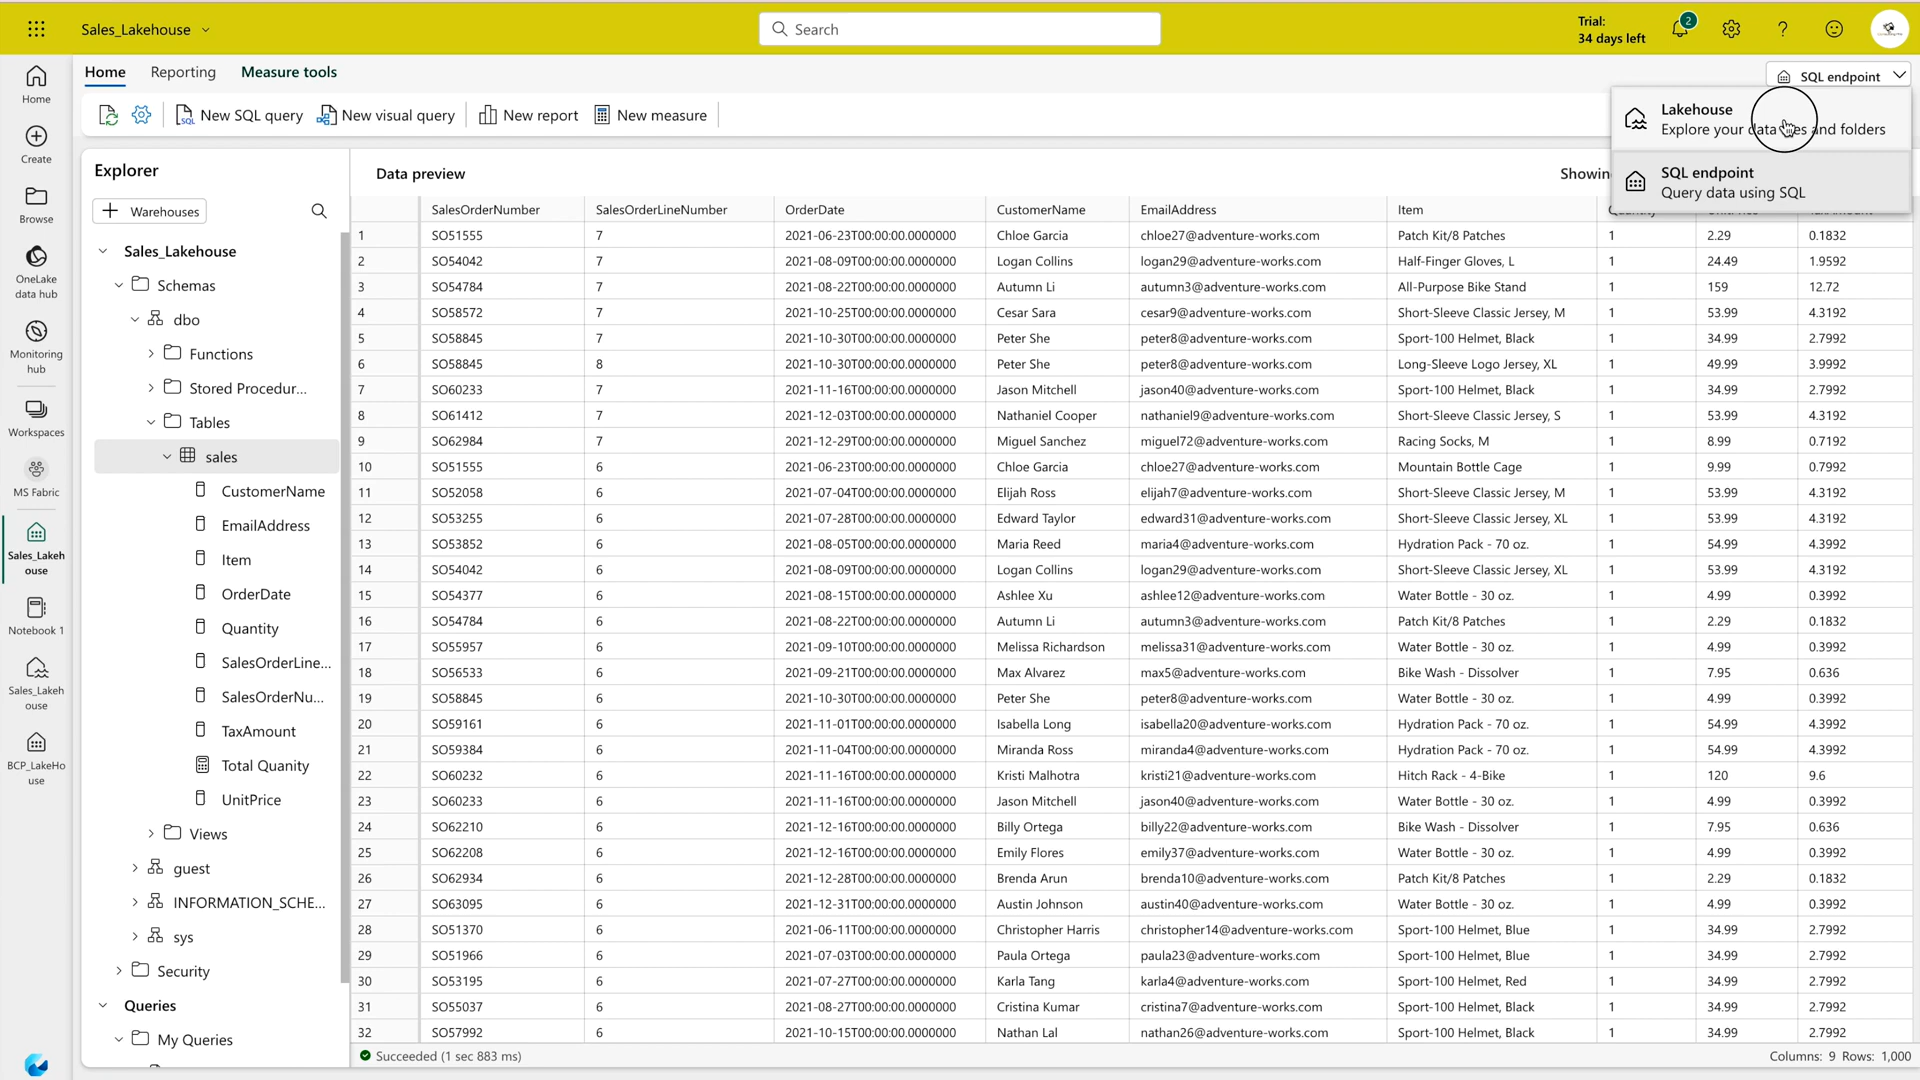 Sales_Lakehouse
Search
Trial:
34 days left
2
Home
Create
Browse
OneLake
data hub
Monitoring
hub
Workspaces
MS Fabric
Sales_Lakeh
ouse
Notebook 1
Sales_Lakeh
ouse
BCP_LakeHo
use
Home Reporting Measure tools
SQL endpoint
New SQL query New visual query New report New measure
Lakehouse
Explore your data files and folders
SQL endpoint
Query data using SQL
Explorer
Warehouses
Sales_Lakehouse
Schemas
dbo
Functions
Stored Procedur...
Tables
sales
CustomerName
EmailAddress
Item
OrderDate
Quantity
SalesOrderLine...
SalesOrderNu...
TaxAmount
Total Quanity
UnitPrice
Views
guest
INFORMATION_SCHE...
sys
Security
Queries
My Queries
Data preview
SalesOrderNumber SalesOrderLineNumber OrderDate CustomerName EmailAddress Item Quantity UnitPrice TaxAmount
1 SO51555 7 2021-06-23T00:00:00.0000000 Chloe Garcia chloe27@adventure-works.com Patch Kit/8 Patches 1 2.29 0.1832
2 SO54042 7 2021-08-09T00:00:00.0000000 Logan Collins logan29@adventure-works.com Half-Finger Gloves, L 1 24.49 1.9592
3 SO54784 7 2021-08-22T00:00:00.0000000 Autumn Li autumn3@adventure-works.com All-Purpose Bike Stand 1 159 12.72
4 SO58572 7 2021-10-25T00:00:00.0000000 Cesar Sara cesar9@adventure-works.com Short-Sleeve Classic Jersey, M 1 53.99 4.3192
5 SO58845 7 2021-10-30T00:00:00.0000000 Peter She peter8@adventure-works.com Sport-100 Helmet, Black 1 34.99 2.7992
6 SO58845 8 2021-10-30T00:00:00.0000000 Peter She peter8@adventure-works.com Long-Sleeve Logo Jersey, XL 1 49.99 3.9992
7 SO60233 7 2021-11-16T00:00:00.0000000 Jason Mitchell jason40@adventure-works.com Sport-100 Helmet, Black 1 34.99 2.7992
8 SO61412 7 2021-12-03T00:00:00.0000000 Nathaniel Cooper nathaniel9@adventure-works.com Short-Sleeve Classic Jersey, S 1 53.99 4.3192
9 SO62984 7 2021-12-29T00:00:00.0000000 Miguel Sanchez miguel72@adventure-works.com Racing Socks, M 1 8.99 0.7192
10 SO51555 6 2021-06-23T00:00:00.0000000 Chloe Garcia chloe27@adventure-works.com Mountain Bottle Cage 1 9.99 0.7992
11 SO52058 6 2021-07-04T00:00:00.0000000 Elijah Ross elijah7@adventure-works.com Short-Sleeve Classic Jersey, M 1 53.99 4.3192
12 SO53255 6 2021-07-28T00:00:00.0000000 Edward Taylor edward31@adventure-works.com Short-Sleeve Classic Jersey, XL 1 53.99 4.3192
13 SO53852 6 2021-08-05T00:00:00.0000000 Maria Reed maria4@adventure-works.com Hydration Pack - 70 oz. 1 54.99 4.3992
14 SO54042 6 2021-08-09T00:00:00.0000000 Logan Collins logan29@adventure-works.com Short-Sleeve Classic Jersey, XL 1 53.99 4.3192
15 SO54377 6 2021-08-15T00:00:00.0000000 Ashlee Xu ashlee12@adventure-works.com Water Bottle - 30 oz. 1 4.99 0.3992
16 SO54784 6 2021-08-22T00:00:00.0000000 Autumn Li autumn3@adventure-works.com Patch Kit/8 Patches 1 2.29 0.1832
17 SO55957 6 2021-09-10T00:00:00.0000000 Melissa Richardson melissa31@adventure-works.com Water Bottle - 30 oz. 1 4.99 0.3992
18 SO56533 6 2021-09-21T00:00:00.0000000 Max Alvarez max5@adventure-works.com Bike Wash - Dissolver 1 7.95 0.636
19 SO58845 6 2021-10-30T00:00:00.0000000 Peter She peter8@adventure-works.com Water Bottle - 30 oz. 1 4.99 0.3992
20 SO59161 6 2021-11-01T00:00:00.0000000 Isabella Long isabella20@adventure-works.com Hydration Pack - 70 oz. 1 54.99 4.3992
21 SO59384 6 2021-11-04T00:00:00.0000000 Miranda Ross miranda4@adventure-works.com Hydration Pack - 70 oz. 1 54.99 4.3992
22 SO60232 6 2021-11-16T00:00:00.0000000 Kristi Malhotra kristi21@adventure-works.com Hitch Rack - 4-Bike 1 120 9.6
23 SO60233 6 2021-11-16T00:00:00.0000000 Jason Mitchell jason40@adventure-works.com Water Bottle - 30 oz. 1 4.99 0.3992
24 SO62210 6 2021-12-16T00:00:00.0000000 Billy Ortega billy22@adventure-works.com Bike Wash - Dissolver 1 7.95 0.636
25 SO62208 6 2021-12-16T00:00:00.0000000 Emily Flores emily37@adventure-works.com Water Bottle - 30 oz. 1 4.99 0.3992
26 SO62934 6 2021-12-28T00:00:00.0000000 Brenda Arun brenda10@adventure-works.com Patch Kit/8 Patches 1 2.29 0.1832
27 SO63095 6 2021-12-31T00:00:00.0000000 Austin Johnson austin40@adventure-works.com Water Bottle - 30 oz. 1 4.99 0.3992
28 SO51370 6 2021-06-11T00:00:00.0000000 Christopher Harris christopher14@adventure-works.com Sport-100 Helmet, Blue 1 34.99 2.7992
29 SO51966 6 2021-07-03T00:00:00.0000000 Paula Ortega paula23@adventure-works.com Sport-100 Helmet, Blue 1 34.99 2.7992
30 SO53195 6 2021-07-27T00:00:00.0000000 Karla Tang karla4@adventure-works.com Sport-100 Helmet, Red 1 34.99 2.7992
31 SO55037 6 2021-08-27T00:00:00.0000000 Cristina Kumar cristina7@adventure-works.com Sport-100 Helmet, Black 1 34.99 2.7992
32 SO57992 6 2021-10-15T00:00:00.0000000 Nathan Lal nathan26@adventure-works.com Sport-100 Helmet, Black 1 34.99 2.7992
Succeeded (1 sec 883 ms)
Columns: 9 Rows: 1,000